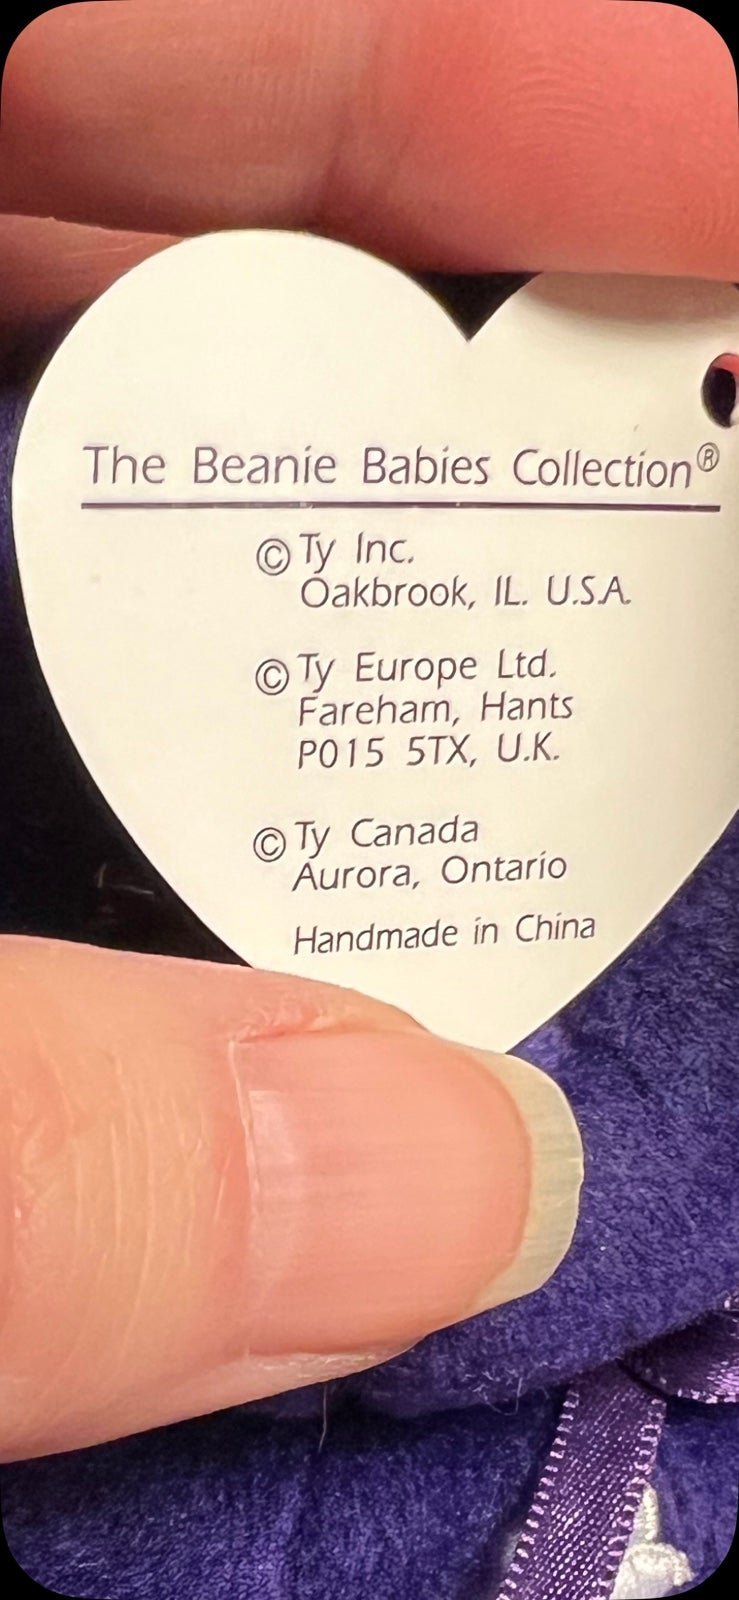 The Beanie Babies Collection®
© Ty Inc.
Oakbrook, IL. U.S.A.
© Ty Europe Ltd.
Fareham, Hants
P015 5TX, U.K.
© Ty Canada
Aurora, Ontario
Handmade in China